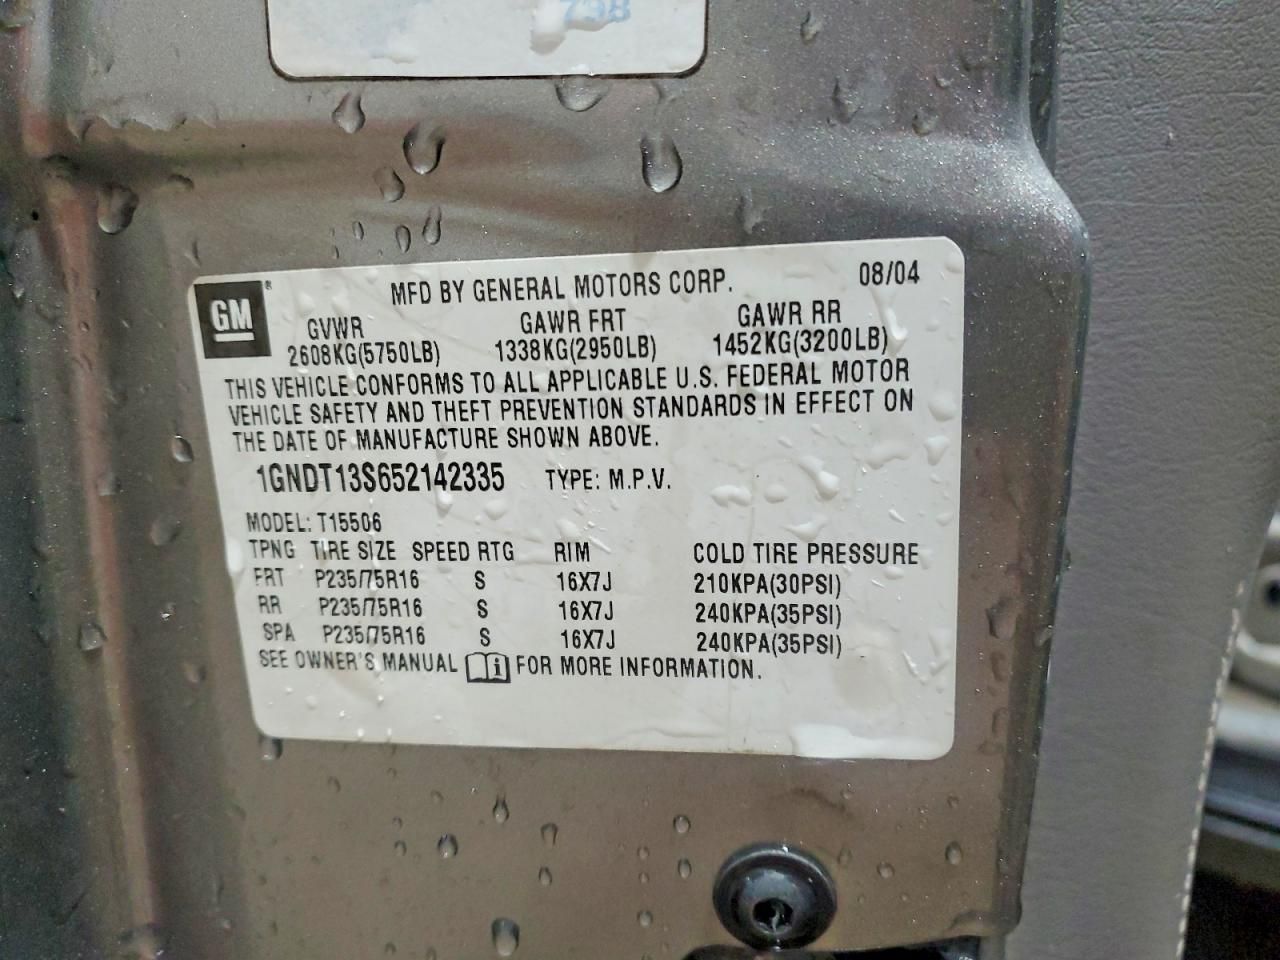 798
MFD BY GENERAL MOTORS CORP. 08/04
GM®
GVWR GAWR FRT GAWR RR
2608KG(5750LB) 1338KG(2950LB) 1452KG(3200LB)
THIS VEHICLE CONFORMS TO ALL APPLICABLE U.S. FEDERAL MOTOR
VEHICLE SAFETY AND THEFT PREVENTION STANDARDS IN EFFECT ON
THE DATE OF MANUFACTURE SHOWN ABOVE.
1GNDT13S652142335 TYPE: M.P.V.
MODEL: T15506
TPNG TIRE SIZE SPEED RTG RIM COLD TIRE PRESSURE
FRT P235/75R16 S 16X7J 210KPA(30PSI)
RR P235/75R16 S 16X7J 240KPA(35PSI)
SPA P235/75R16 S 16X7J 240KPA(35PSI)
SEE OWNER'S MANUAL FOR MORE INFORMATION.